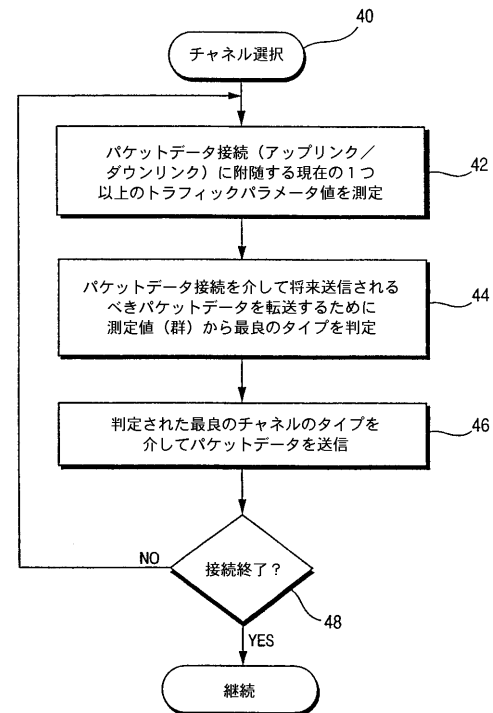 40
チャネル選択
パケットデータ接続（アップリンク／
ダウンリンク）に附随する現在の１つ
以上のトラフィックパラメータ値を測定
42
パケットデータ接続を介して将来送信される
べきパケットデータを転送するために
測定値（群）から最良のタイプを判定
44
判定された最良のチャネルのタイプを
介してパケットデータを送信
46
NO
接続終了？
48
YES
継続